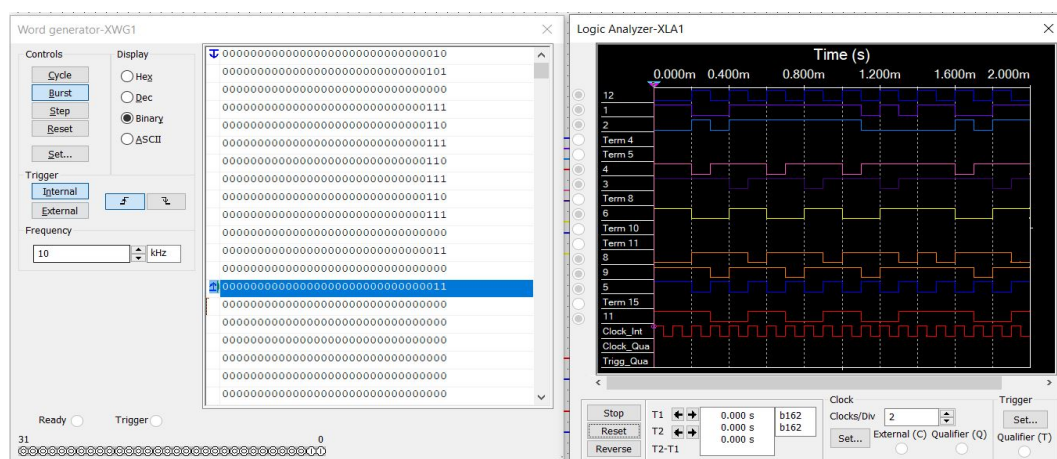 Word generator-XWG1
Controls
Cycle
Burst
Step
Reset
Set...
Display
Hex
Dec
Binary
ASCII
Trigger
Internal
External
Frequency
10 kHz
00000000000000000000000000000010
00000000000000000000000000000101
00000000000000000000000000000000
00000000000000000000000000000111
00000000000000000000000000000110
00000000000000000000000000000111
00000000000000000000000000000110
00000000000000000000000000000111
00000000000000000000000000000110
00000000000000000000000000000111
00000000000000000000000000000000
00000000000000000000000000000011
00000000000000000000000000000000
00000000000000000000000000000011
00000000000000000000000000000000
00000000000000000000000000000000
00000000000000000000000000000000
00000000000000000000000000000000
00000000000000000000000000000000
00000000000000000000000000000000
Ready Trigger
31 0
Logic Analyzer-XLA1
Time (s)
0.000m 0.400m 0.800m 1.200m 1.600m 2.000m
12
1
2
Term 4
Term 5
4
3
Term 8
6
Term 10
Term 11
8
9
5
Term 15
11
Clock_Int
Clock_Qua
Trigg_Qua
Stop
Reset
Reverse
T1 0.000 s b162
T2 0.000 s b162
T2-T1 0.000 s
Clock
Clocks/Div 2
Set... External (C) Qualifier (Q)
Trigger
Set...
Qualifier (T)